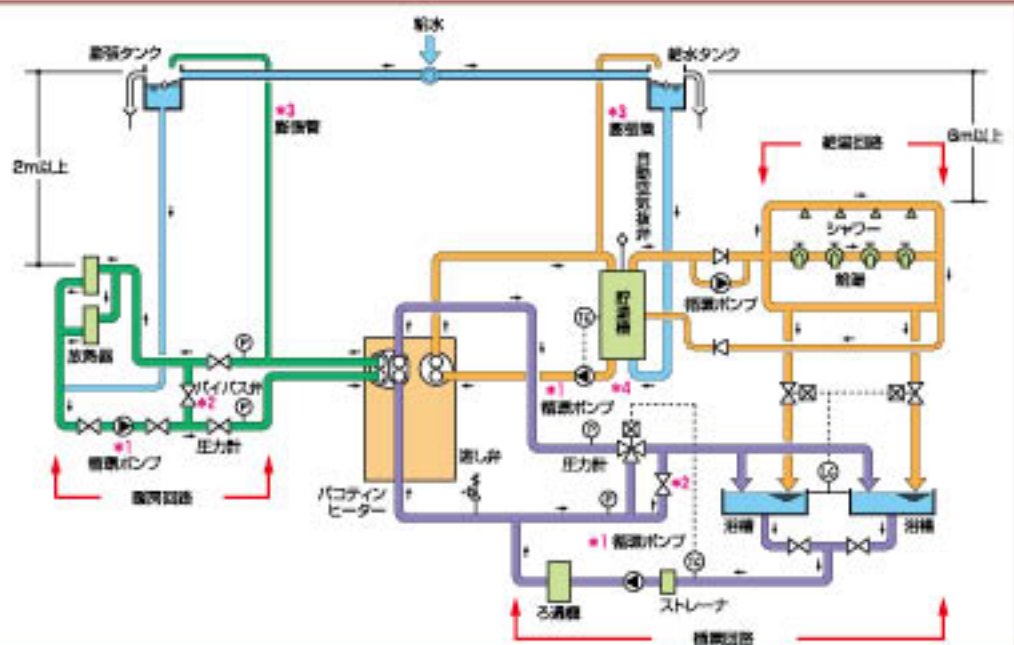 給水
膨張タンク
給水タンク
*3
膨張管
*3
膨張管
2m以上
6m以上
給湯回路
自動空気抜弁
シャワー
給湯
循環ポンプ
貯湯槽
TC
放熱器
P
バイパス弁
*2
P
*1
循環ポンプ
*4
*1
循環ポンプ
圧力計
暖房回路
逃し弁
バコティン
ヒーター
P
圧力計
*2
P
LC
浴槽
浴槽
*1 循環ポンプ
TC
ろ過機
ストレーナ
循環回路